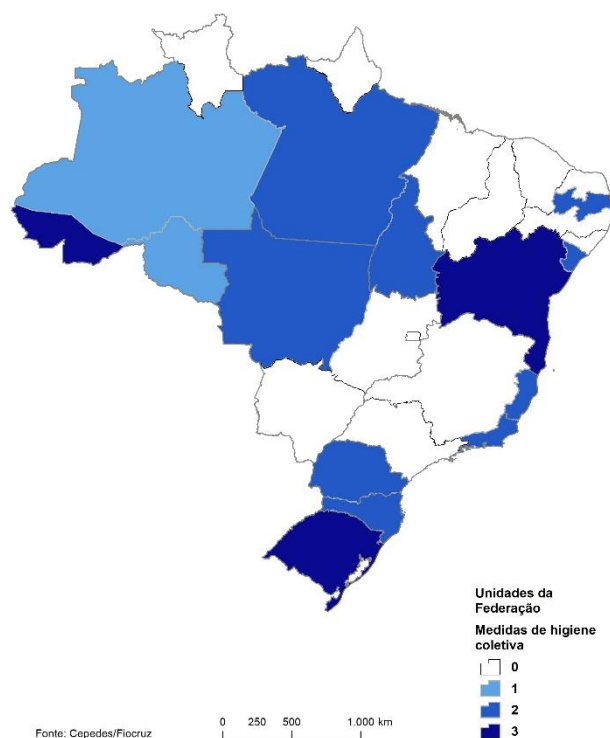 Unidades da
Federação
Medidas de higiene
coletiva
0
1
2
3
Fonte: Cepedes/Fiocruz
0 250 500 1.000 km